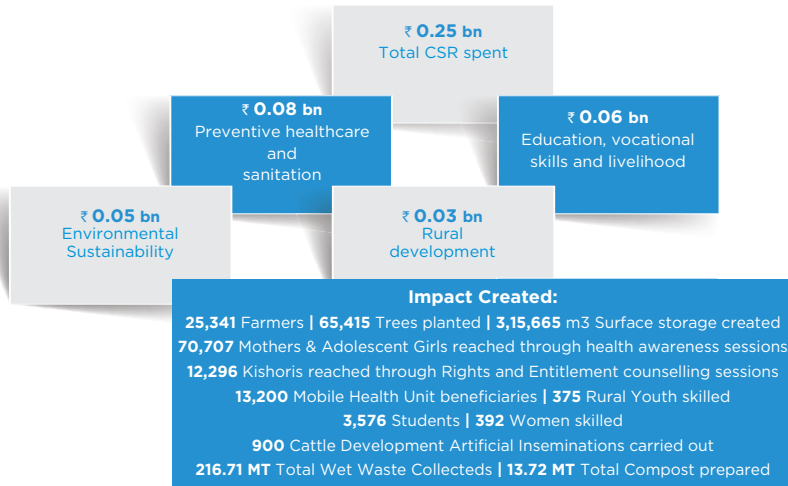 ₹ 0.25 bn
Total CSR spent
₹ 0.08 bn
Preventive healthcare
and
sanitation
₹ 0.06 bn
Education, vocational
skills and livelihood
₹ 0.05 bn
Environmental
Sustainability
₹ 0.03 bn
Rural
development
Impact Created:
25,341 Farmers | 65,415 Trees planted | 3,15,665 m3 Surface storage created
70,707 Mothers & Adolescent Girls reached through health awareness sessions
12,296 Kishoris reached through Rights and Entitlement counselling sessions
13,200 Mobile Health Unit beneficiaries | 375 Rural Youth skilled
3,576 Students | 392 Women skilled
900 Cattle Development Artificial Inseminations carried out
216.71 MT Total Wet Waste Collecteds | 13.72 MT Total Compost prepared